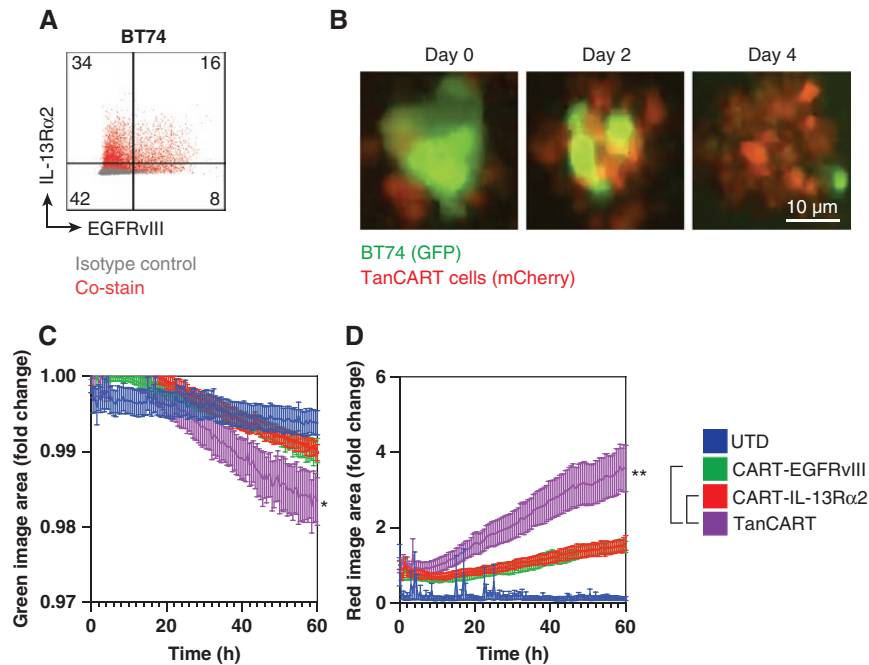 A
BT74
34
16
42
8
IL-13Rα2
EGFRvIII
Isotype control
Co-stain
B
Day 0
Day 2
Day 4
10 µm
BT74 (GFP)
TanCART cells (mCherry)
C
Green image area (fold change)
1.00
0.99
0.98
0.97
*
0
20
40
60
Time (h)
D
Red image area (fold change)
6
4
2
0
**
0
20
40
60
Time (h)
UTD
CART-EGFRvIII
CART-IL-13Rα2
TanCART